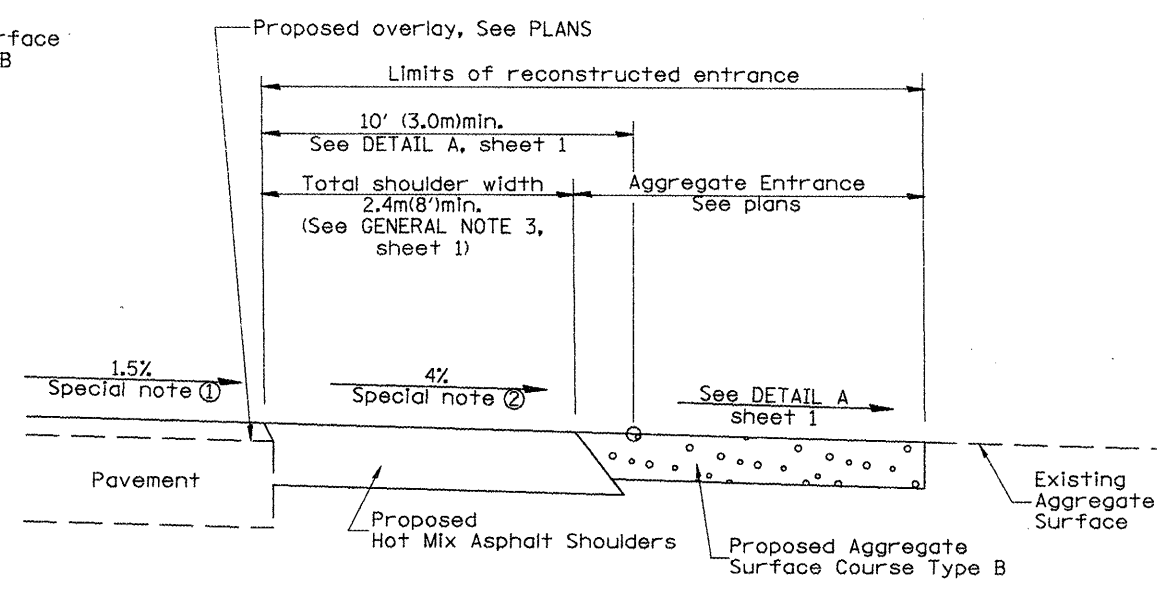 rface
B
Proposed overlay, See PLANS
Limits of reconstructed entrance
10' (3.0m)min.
See DETAIL A, sheet 1
Total shoulder width
2.4m(8')min.
(See GENERAL NOTE 3,
sheet 1)
Aggregate Entrance
See plans
1.5%
Special note ①
4%
Special note ②
See DETAIL A
sheet 1
Pavement
Proposed
Hot Mix Asphalt Shoulders
Proposed Aggregate
Surface Course Type B
Existing
Aggregate
Surface